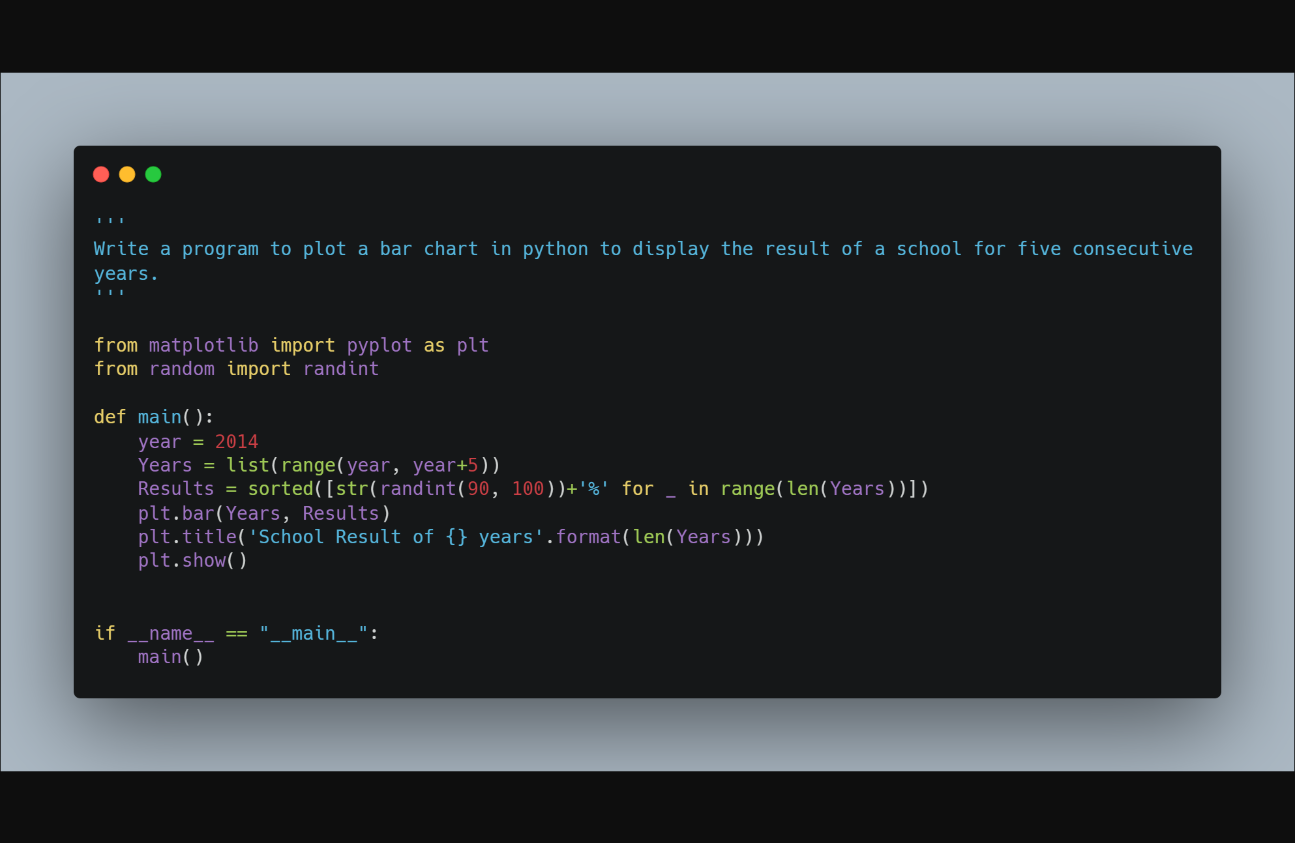 '''
Write a program to plot a bar chart in python to display the result of a school for five consecutive
years.
'''
from matplotlib import pyplot as plt
from random import randint
def main():
    year = 2014
    Years = list(range(year, year+5))
    Results = sorted([str(randint(90, 100))+'%' for _ in range(len(Years))])
    plt.bar(Years, Results)
    plt.title('School Result of {} years'.format(len(Years)))
    plt.show()
if __name__ == "__main__":
    main()